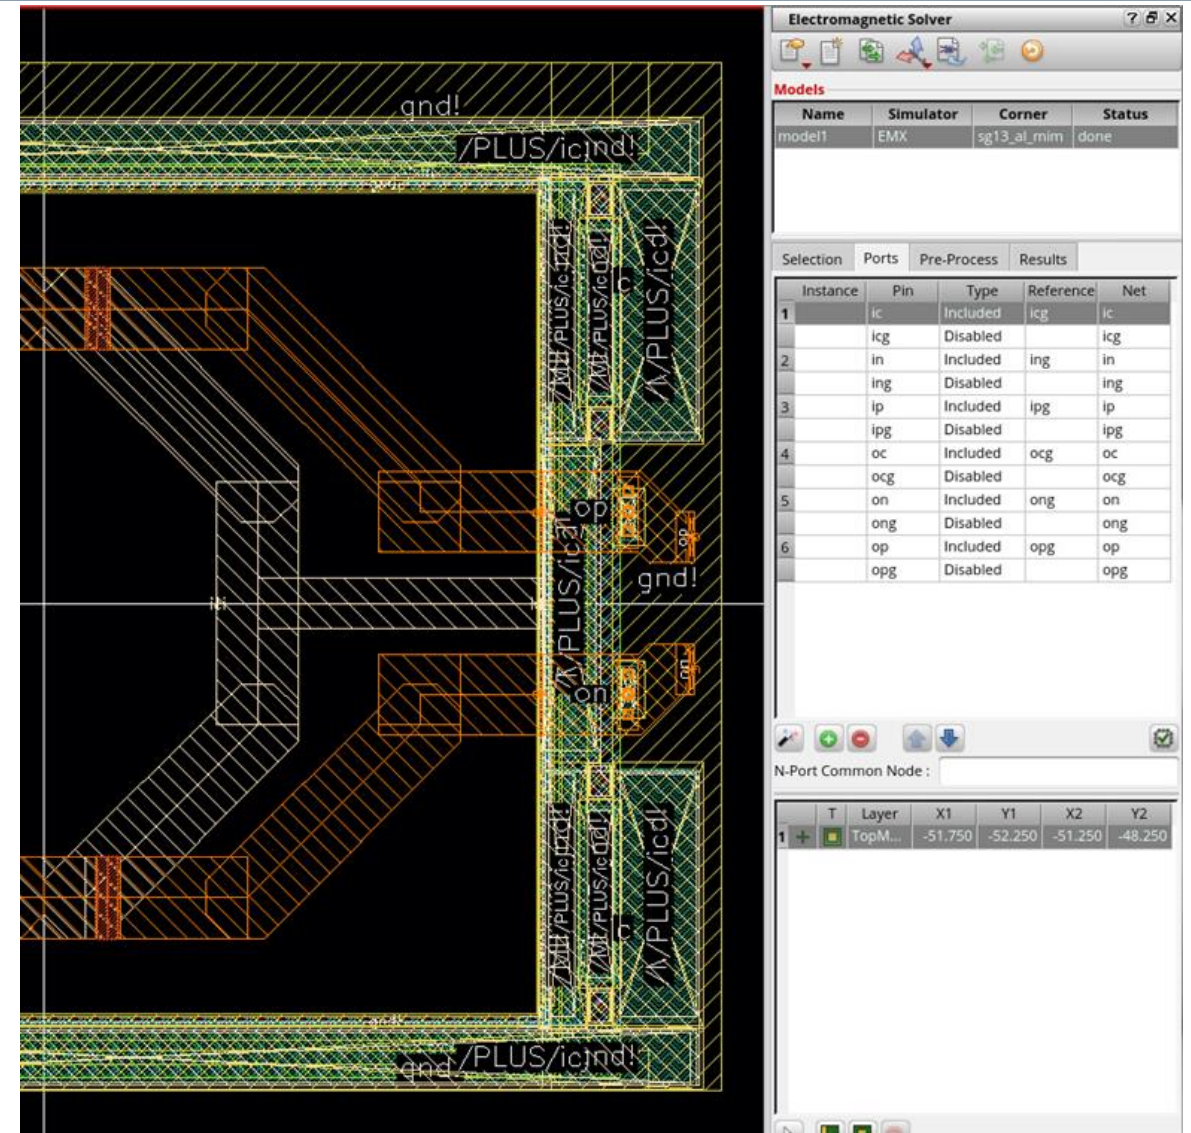 Electromagnetic Solver
?
Models
Name Simulator Corner Status
model1 EMX sg13_al_mim done
Selection Ports Pre-Process Results
Instance Pin Type Reference Net
1 ic Included icg ic
icg Disabled icg
2 in Included ing in
ing Disabled ing
3 ip Included ipg ip
ipg Disabled ipg
4 oc Included ocg oc
ocg Disabled ocg
5 on Included ong on
ong Disabled ong
6 op Included opg op
opg Disabled opg
N-Port Common Node :
T Layer X1 Y1 X2 Y2
1 TopM... -51.750 -52.250 -51.250 -48.250
gnd!
op
op
gnd!
on
on